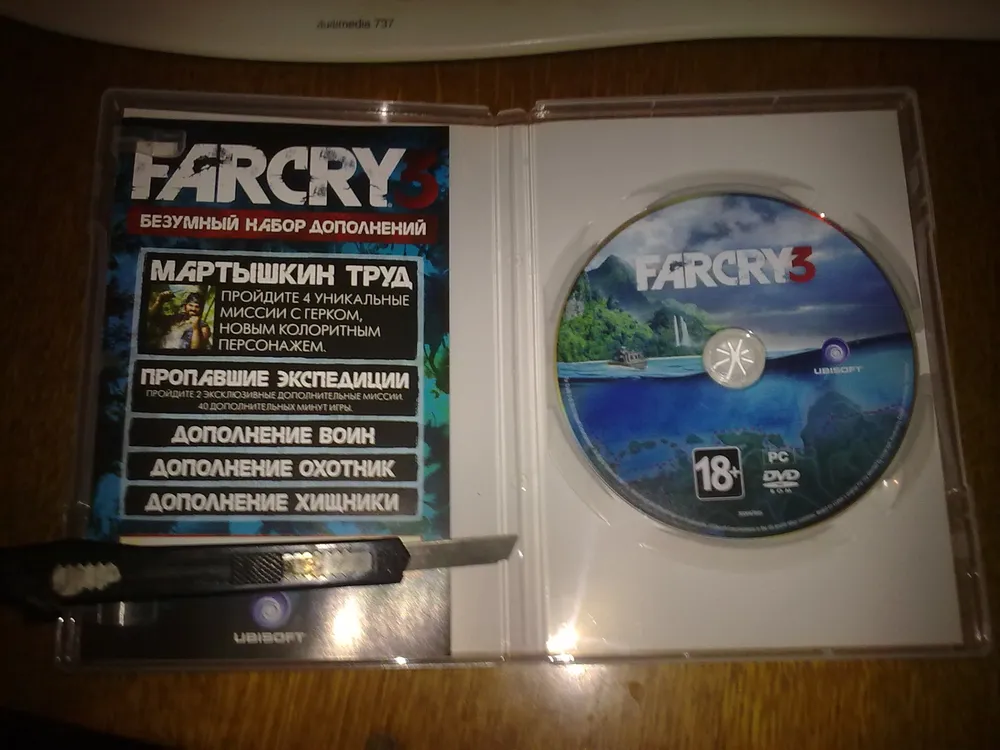 dualmedia 737
FARCRY3
БЕЗУМНЫЙ НАБОР ДОПОЛНЕНИЙ
МАРТЫШКИН ТРУД
ПРОЙДИТЕ 4 УНИКАЛЬНЫЕ
МИССИИ С ГЕРКОМ,
НОВЫМ КОЛОРИТНЫМ
ПЕРСОНАЖЕМ.
ПРОПАВШИЕ ЭКСПЕДИЦИИ
ПРОЙДИТЕ 2 ЭКСКЛЮЗИВНЫЕ ДОПОЛНИТЕЛЬНЫЕ МИССИИ.
40 ДОПОЛНИТЕЛЬНЫХ МИНУТ ИГРЫ.
ДОПОЛНЕНИЕ ВОИН
ДОПОЛНЕНИЕ ОХОТНИК
ДОПОЛНЕНИЕ ХИЩНИКИ
UBISOFT
FARCRY3
UBISOFT
18+
PC
DVD
ROM